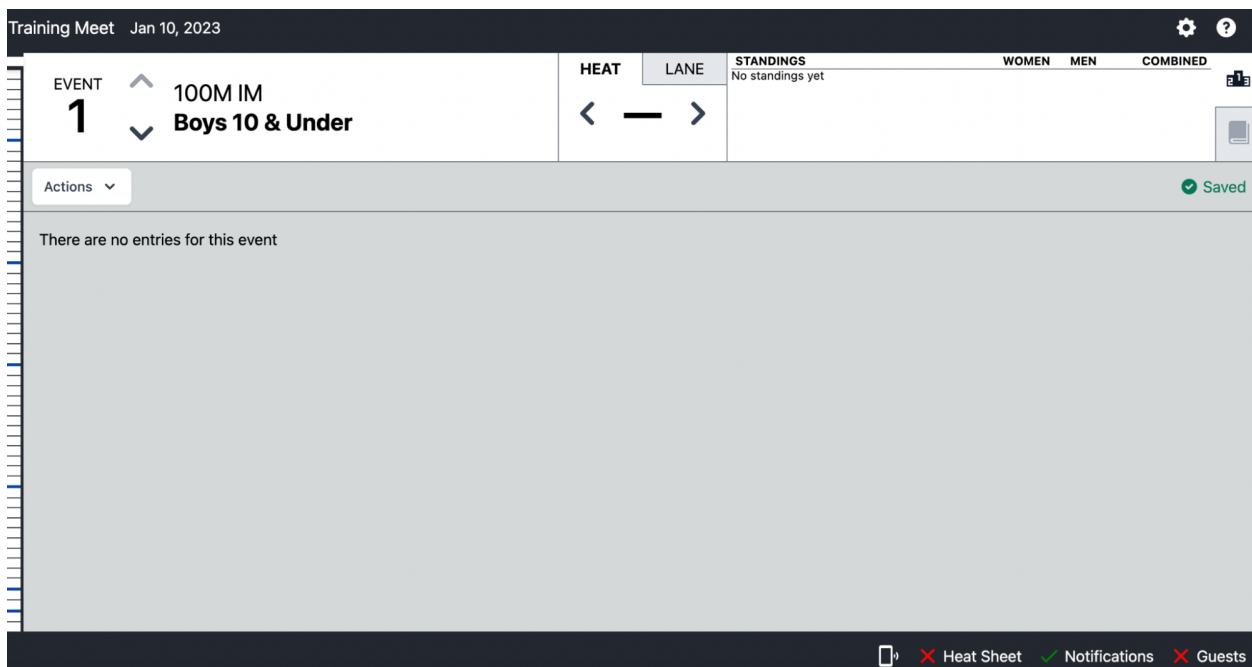 Training Meet Jan 10, 2023
EVENT
1
100M IM
Boys 10 & Under
HEAT LANE
STANDINGS WOMEN MEN COMBINED
No standings yet
Actions
Saved
There are no entries for this event
Heat Sheet Notifications Guests